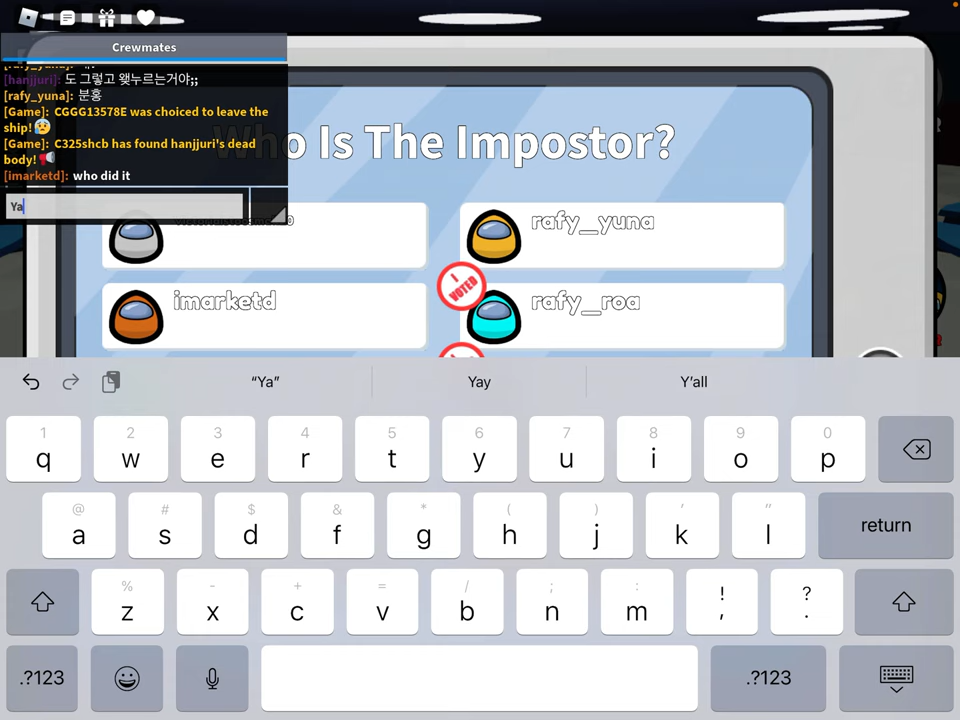 Crewmates
[hanjjuri]: 도 그렇고 왲누르는거야;;
[rafy_yuna]: 분홍
[Game]: CGGG13578E was choiced to leave the
ship!😰
[Game]: C325shcb has found hanjjuri's dead
body!📢
[imarketd]: who did it
Ya
Who Is The Impostor?
rafy_yuna
I VOTED
imarketd
rafy_roa
“Ya”
Yay
Y'all
1 2 3 4 5 6 7 8 9 0
q w e r t y u i o p
@ # $ & * ( ) ' "
a s d f g h j k l return
% - + = / ; : ! ?
z x c v b n m , .
.?123 .?123